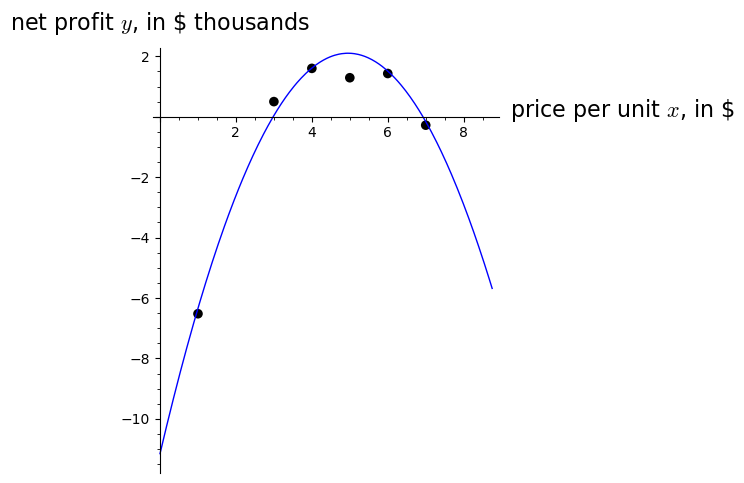 net profit y, in $ thousands
2
price per unit x, in $
2 4 6 8
−2
−4
−6
−8
−10